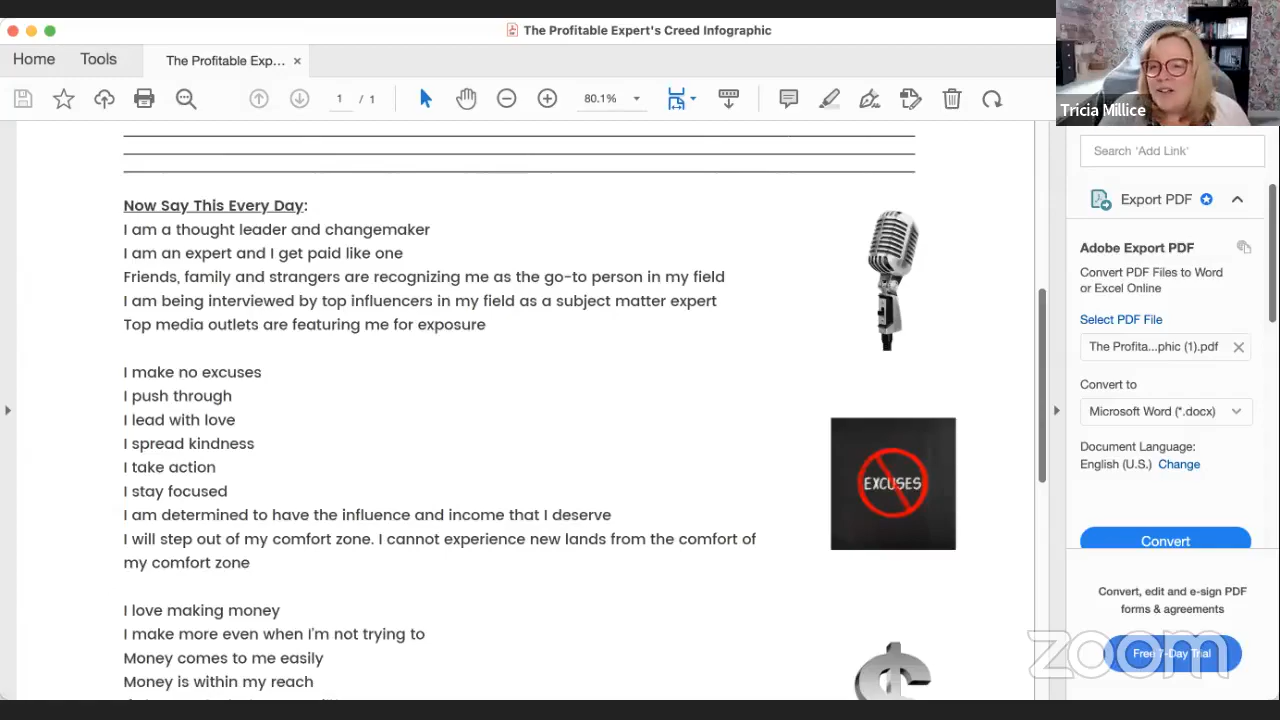 The Profitable Expert's Creed Infographic
Home
Tools
The Profitable Exp...
Tricia Millice
1 / 1
80.1%
Search 'Add Link'
Now Say This Every Day:
I am a thought leader and changemaker
I am an expert and I get paid like one
Friends, family and strangers are recognizing me as the go-to person in my field
I am being interviewed by top influencers in my field as a subject matter expert
Top media outlets are featuring me for exposure
I make no excuses
I push through
I lead with love
I spread kindness
I take action
I stay focused
I am determined to have the influence and income that I deserve
I will step out of my comfort zone. I cannot experience new lands from the comfort of
my comfort zone
I love making money
I make more even when I'm not trying to
Money comes to me easily
Money is within my reach
EXCUSES
Export PDF
Adobe Export PDF
Convert PDF Files to Word
or Excel Online
Select PDF File
The Profita...phic (1).pdf
Convert to
Microsoft Word (*.docx)
Document Language:
English (U.S.) Change
Convert
Convert, edit and e-sign PDF
forms & agreements
Free 7-Day Trial
zoom